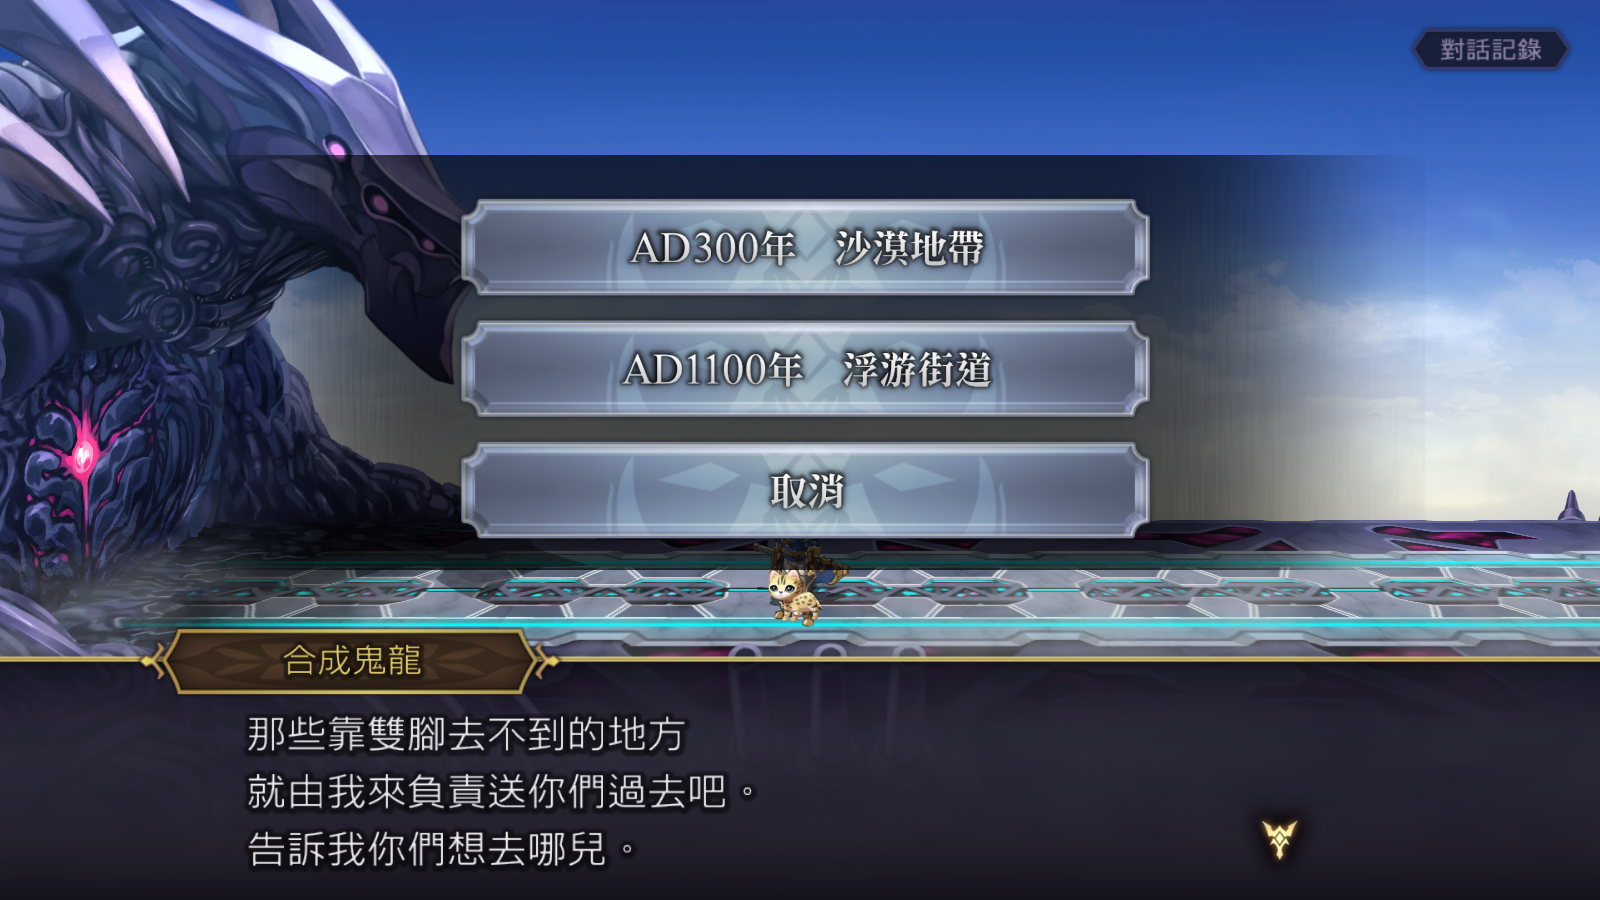 對話記錄
AD300年　沙漠地帶
AD1100年　浮游街道
取消
合成鬼龍
那些靠雙腳去不到的地方
就由我來負責送你們過去吧。
告訴我你們想去哪兒。